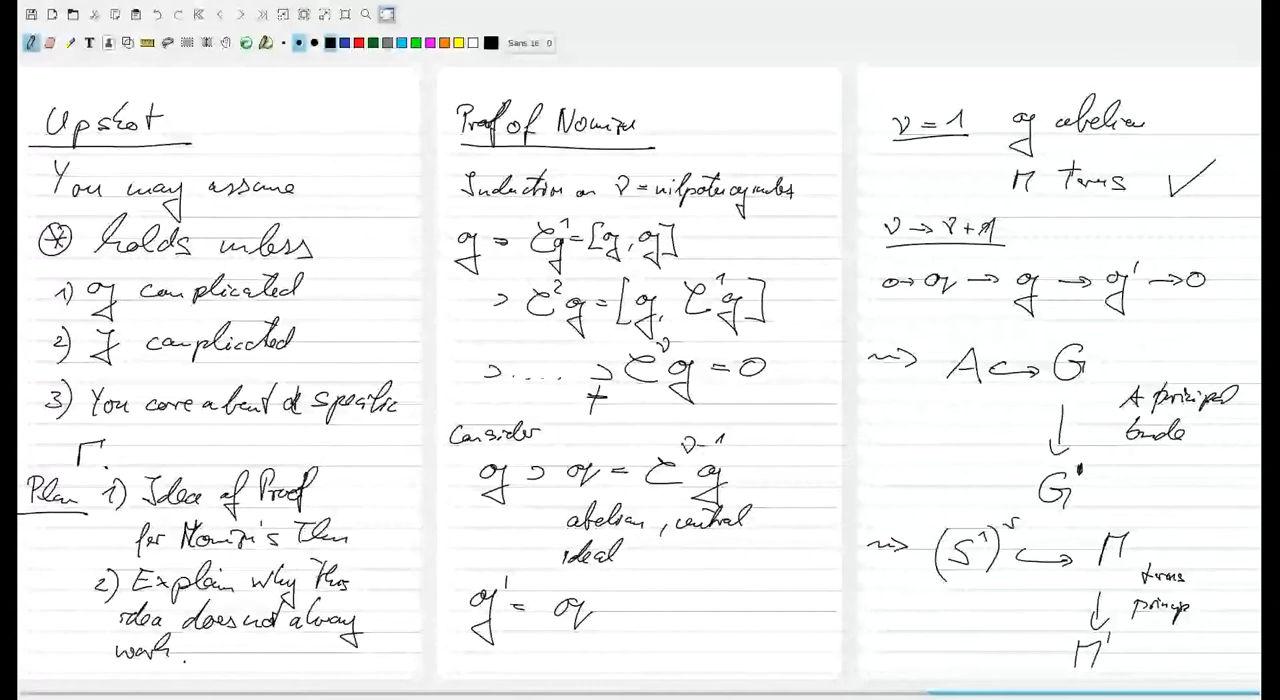 Sans 16
Upshot
You may assume
⊛ holds unless
1) g complicated
2) J complicated
3) You care about a specific
Γ.
Plan 1) Idea of Proof
for Nomizu's Thm
2) Explain why this
idea does not always
work.
Proof of Nomizu
Induction on ν = nilpotency index
g ⊃ C¹g = [g, g]
⊃ C²g = [g, C¹g]
⊃ .... ⊋ C^ν g = 0
Consider
g ⊃ a = C^{ν-1} g
abelian, central
ideal
g' = a
ν = 1 g abelian
M torus ✓
ν → ν+1
0 → a → g → g' → 0
⇝ A ↪ G
A principal
bundle
↓
G'
⇝ (S¹)^r ↪ M
torus
princip
↓
M'